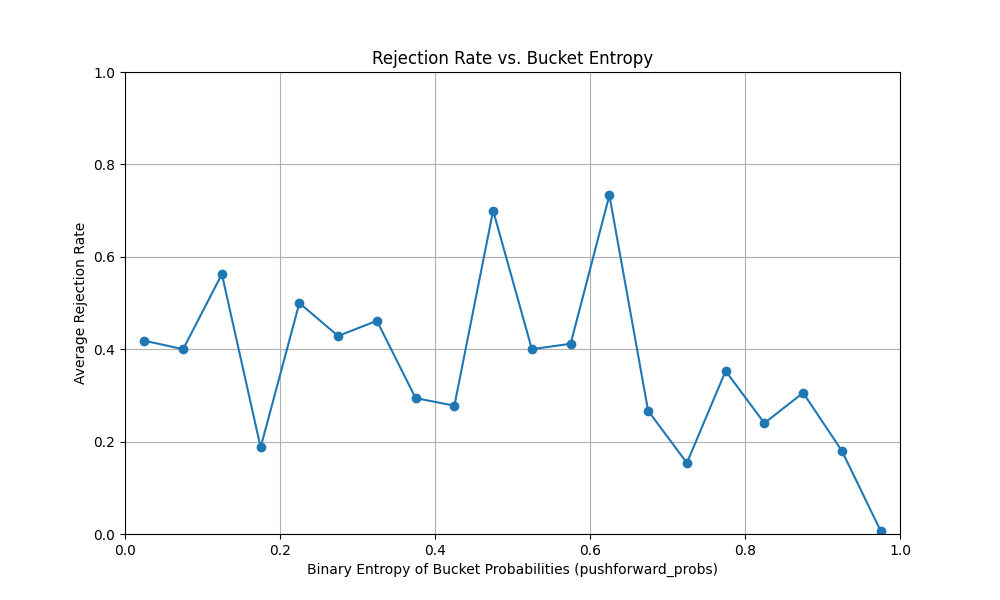 Rejection Rate vs. Bucket Entropy
1.0
0.8
0.6
0.4
0.2
0.0
Average Rejection Rate
0.0 0.2 0.4 0.6 0.8 1.0
Binary Entropy of Bucket Probabilities (pushforward_probs)